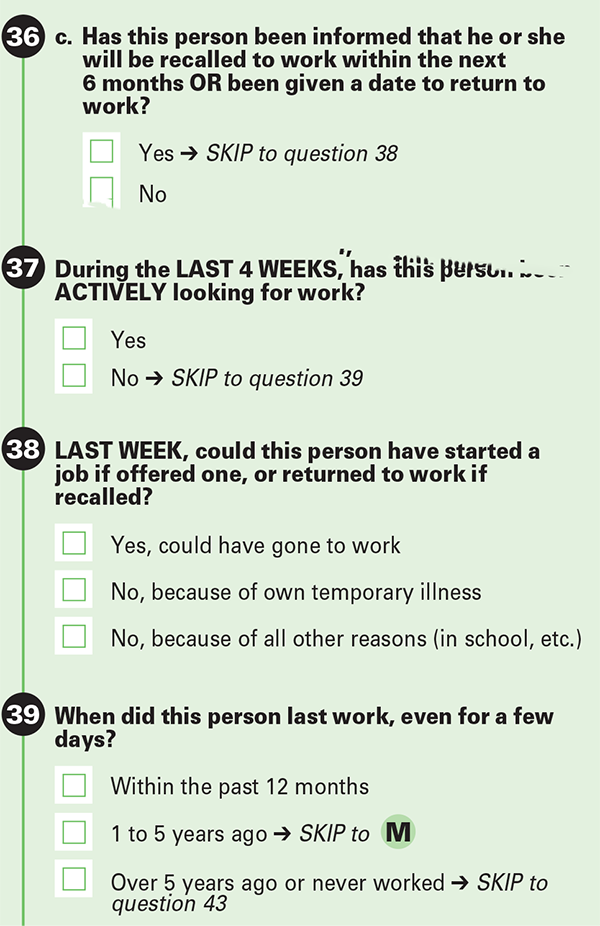 36 c. Has this person been informed that he or she
will be recalled to work within the next
6 months OR been given a date to return to
work?
Yes ➔ SKIP to question 38
No
37 During the LAST 4 WEEKS, has this person
ACTIVELY looking for work?
Yes
No ➔ SKIP to question 39
38 LAST WEEK, could this person have started a
job if offered one, or returned to work if
recalled?
Yes, could have gone to work
No, because of own temporary illness
No, because of all other reasons (in school, etc.)
39 When did this person last work, even for a few
days?
Within the past 12 months
1 to 5 years ago ➔ SKIP to M
Over 5 years ago or never worked ➔ SKIP to
question 43